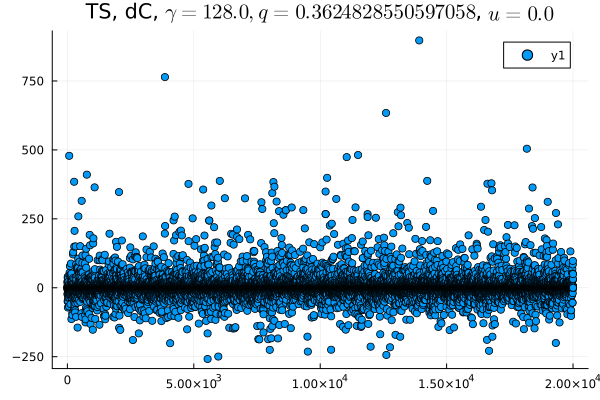 TS, dC, γ = 128.0, q = 0.3624828550597058, u = 0.0
y1
750
500
250
0
−250
0 5.00×10³ 1.00×10⁴ 1.50×10⁴ 2.00×10⁴